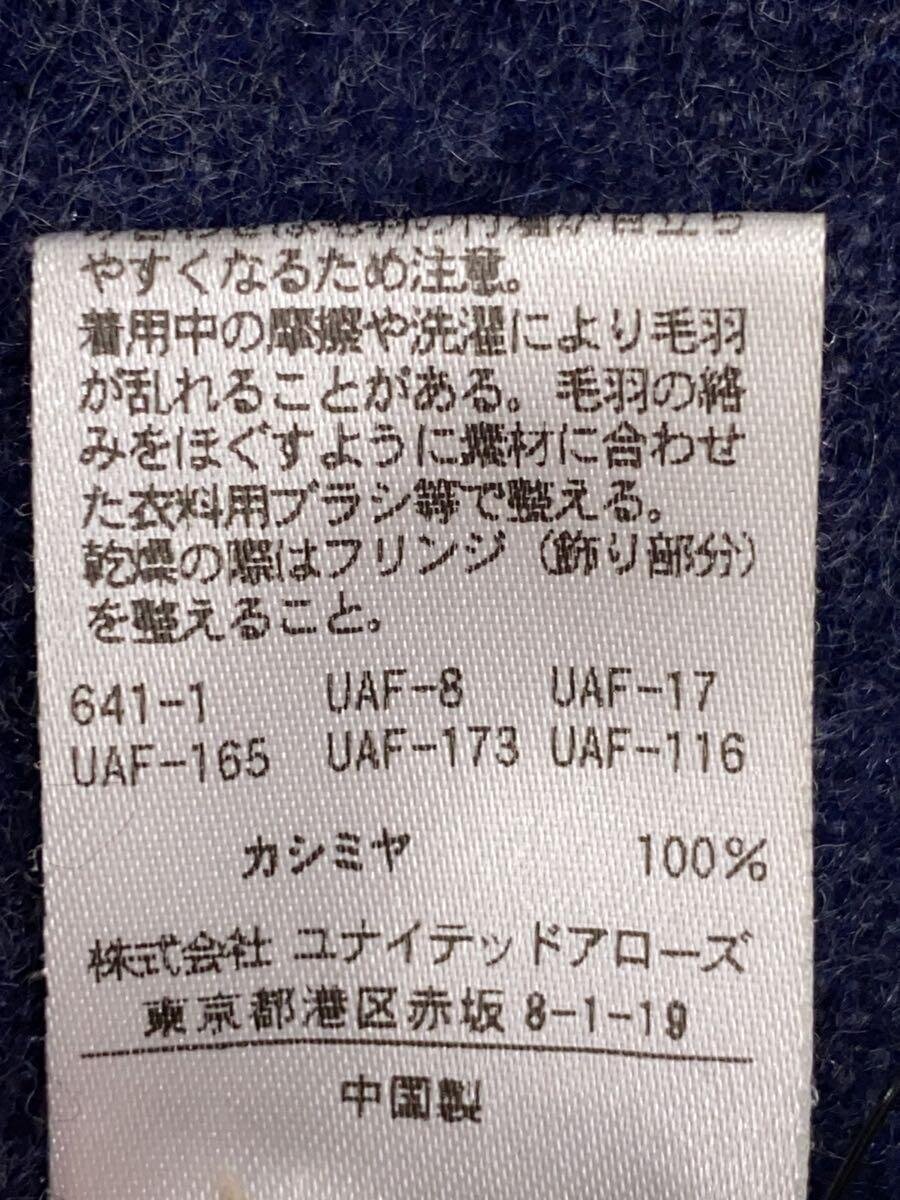 やすくなるため注意。
着用中の摩擦や洗濯により毛羽
が乱れることがある。毛羽の絡
みをほぐすように素材に合わせ
た衣料用ブラシ等で整える。
乾燥の際はフリンジ（飾り部分）
を整えること。
641-1 UAF-8 UAF-17
UAF-165 UAF-173 UAF-116
カシミヤ 100%
株式会社 ユナイテッドアローズ
東京都港区赤坂 8-1-19
中国製